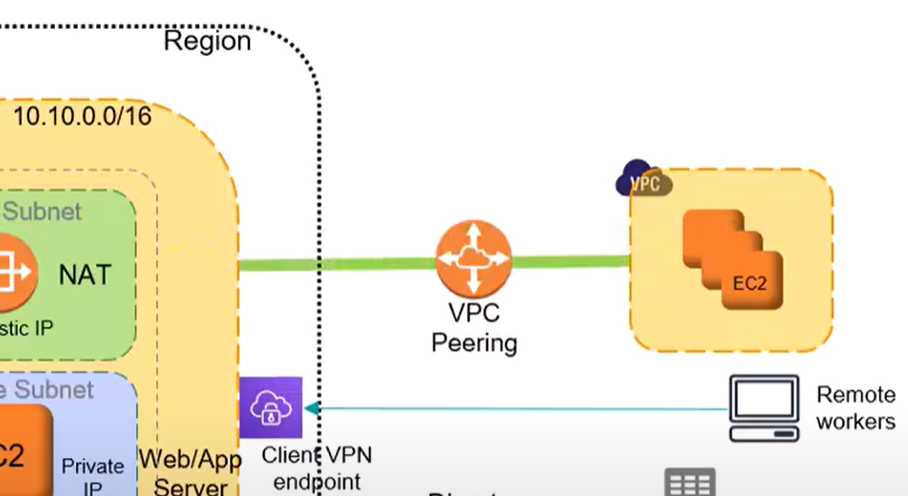 Region
10.10.0.0/16
VPC
Subnet
NAT
EC2
stic IP
VPC
Peering
e Subnet
Remote
workers
C2
Private
IP
Web/App
Server
Client VPN
endpoint